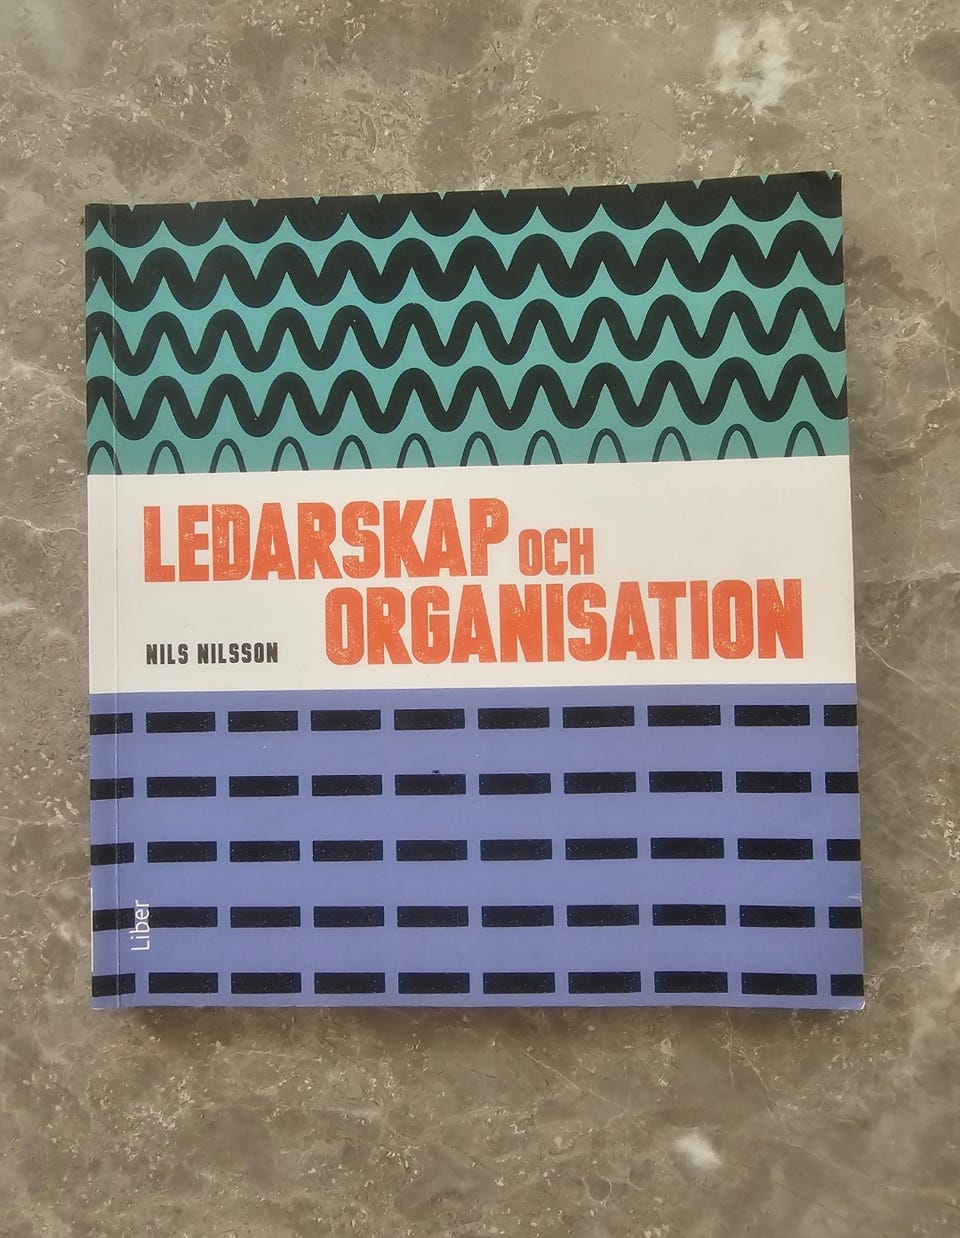 LEDARSKAP OCH
ORGANISATION
NILS NILSSON
Liber